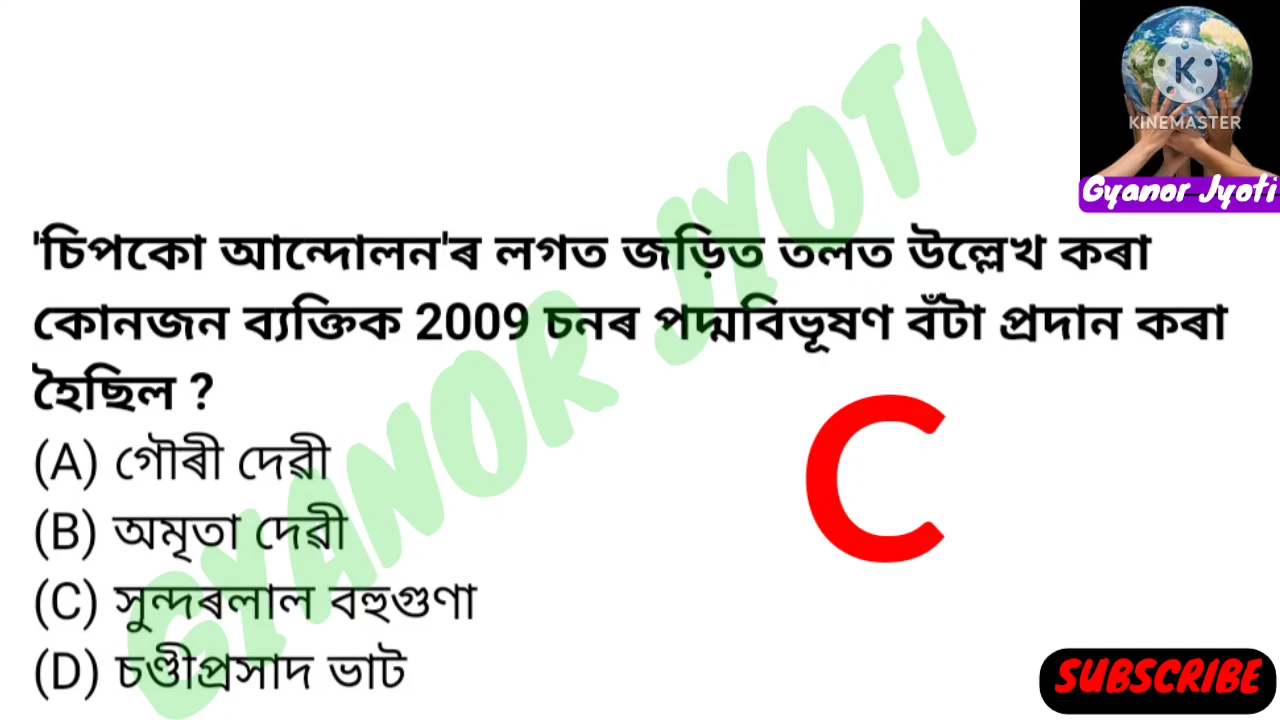 K
KINEMASTER
Gyanor Jyoti
GYANOR JYOTI
'চিপকো আন্দোলন'ৰ লগত জড়িত তলত উল্লেখ কৰা
কোনজন ব্যক্তিক 2009 চনৰ পদ্মবিভূষণ বঁটা প্ৰদান কৰা
হৈছিল ?
(A) গৌৰী দেৱী
(B) অমৃতা দেৱী
(C) সুন্দৰলাল বহুগুণা
(D) চণ্ডীপ্ৰসাদ ভাট
C
SUBSCRIBE